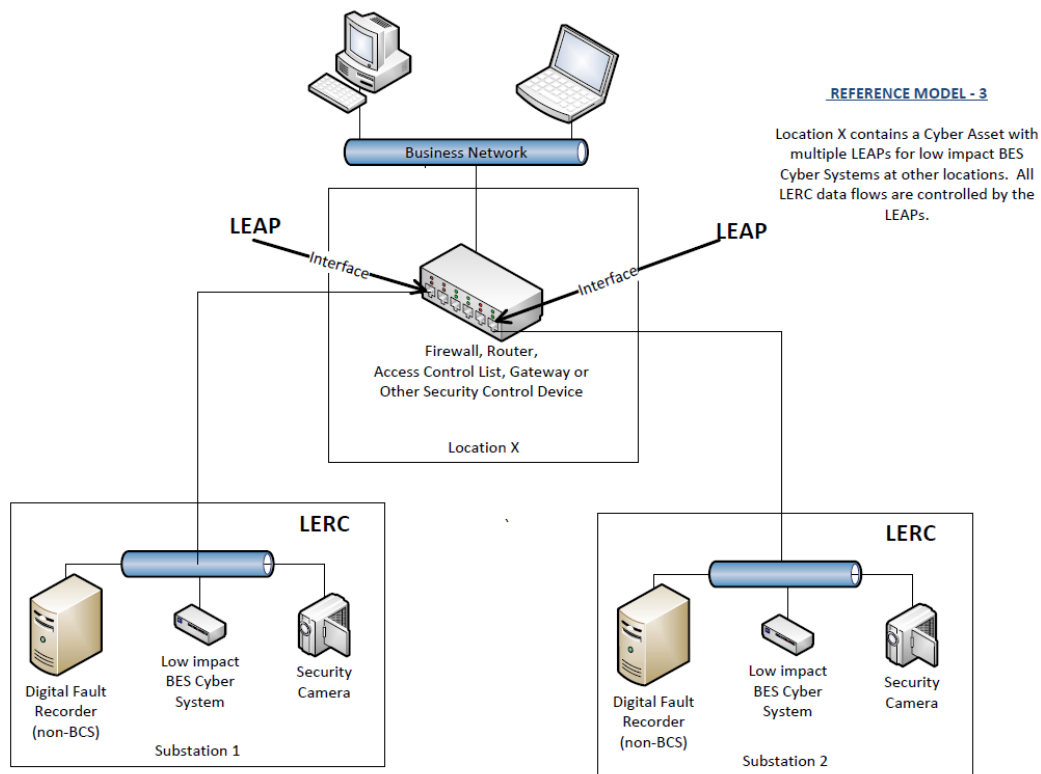 REFERENCE MODEL - 3
Location X contains a Cyber Asset with
multiple LEAPs for low impact BES
Cyber Systems at other locations. All
LERC data flows are controlled by the
LEAPs.
Business Network
LEAP
LEAP
Interface
Interface
Firewall, Router,
Access Control List, Gateway or
Other Security Control Device
Location X
LERC
Digital Fault
Recorder
(non-BCS)
Low impact
BES Cyber
System
Security
Camera
Substation 1
LERC
Digital Fault
Recorder
(non-BCS)
Low impact
BES Cyber
System
Security
Camera
Substation 2